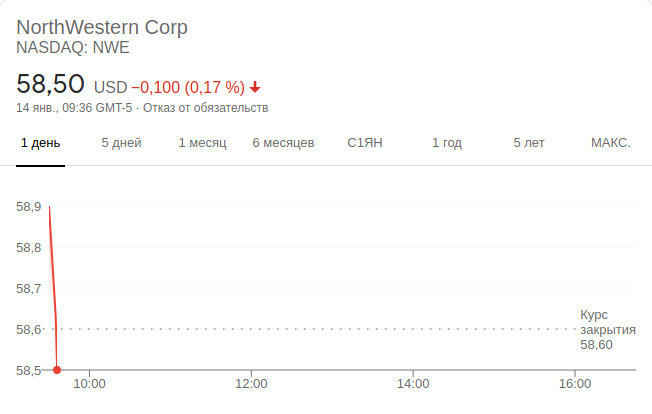 NorthWestern Corp
NASDAQ: NWE
58,50 USD −0,100 (0,17 %)
14 янв., 09:36 GMT-5 · Отказ от обязательств
1 день 5 дней 1 месяц 6 месяцев С1ЯН 1 год 5 лет МАКС.
58,9
58,8
58,7
58,6
58,5
Курс
закрытия
58,60
10:00 12:00 14:00 16:00